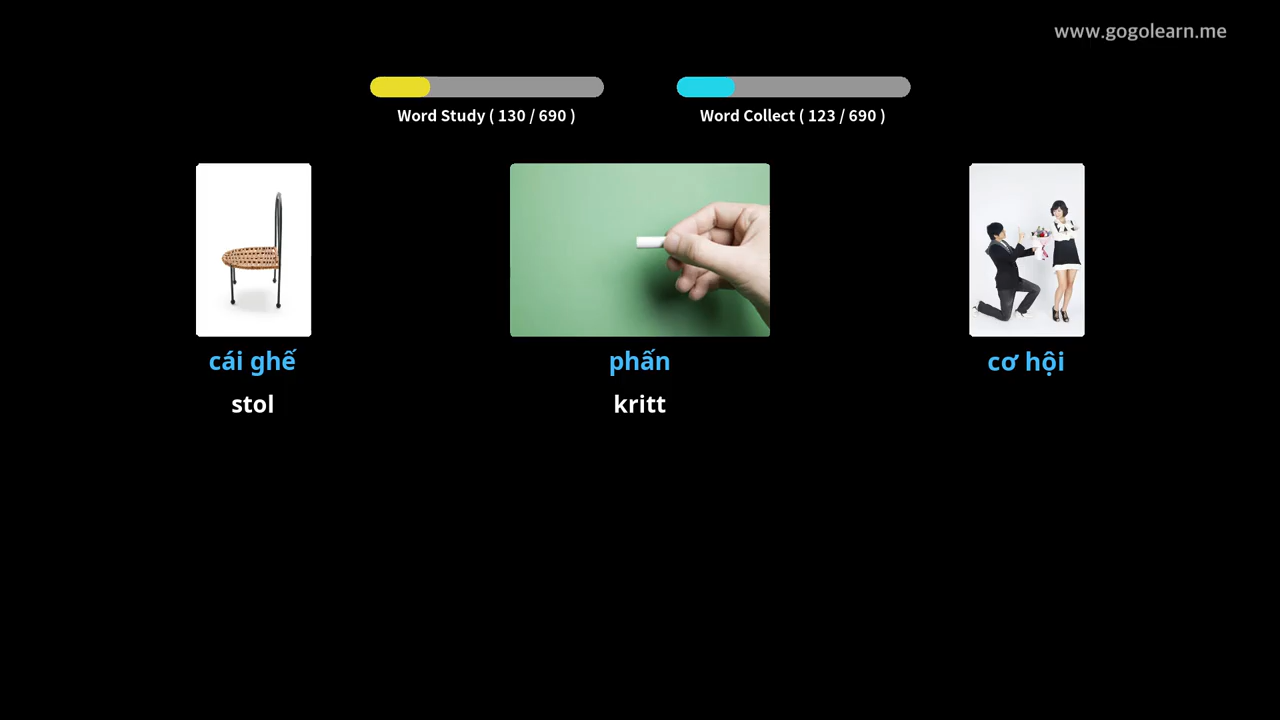 www.gogolearn.me
Word Study ( 130 / 690 )
Word Collect ( 123 / 690 )
cái ghế
phấn
cơ hội
stol
kritt